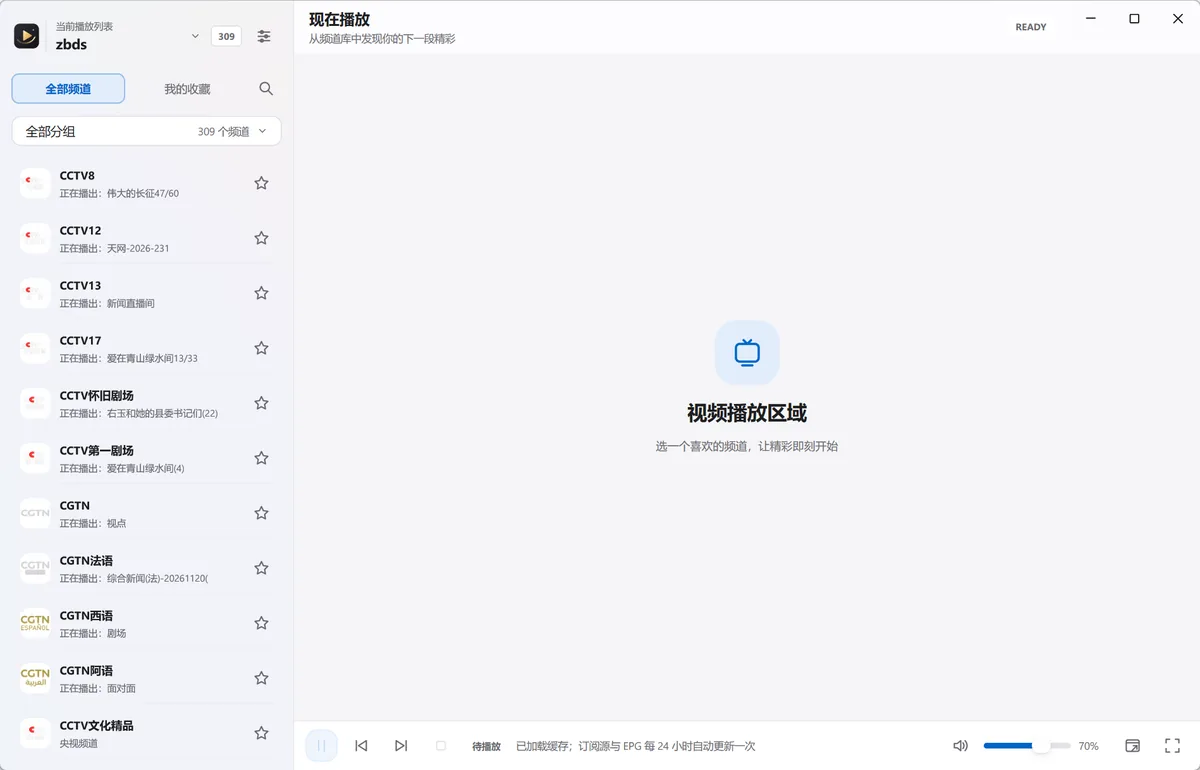 当前播放列表
zbds
309
全部频道
我的收藏
全部分组
309 个频道
CCTV8
正在播出：伟大的长征47/60
CCTV12
正在播出：天网-2026-231
CCTV13
正在播出：新闻直播间
CCTV17
正在播出：爱在青山绿水间13/33
CCTV怀旧剧场
正在播出：右玉和她的县委书记们(22)
CCTV第一剧场
正在播出：爱在青山绿水间(4)
CGTN
CGTN
正在播出：视点
CGTN
CGTN法语
正在播出：综合新闻(法)-20261120(
CGTN
ESPAÑOL
CGTN西语
正在播出：剧场
CGTN
العربية
CGTN阿语
正在播出：面对面
CCTV文化精品
央视频道
现在播放
从频道库中发现你的下一段精彩
READY
视频播放区域
选一个喜欢的频道，让精彩即刻开始
待播放
已加载缓存；订阅源与 EPG 每 24 小时自动更新一次
70%